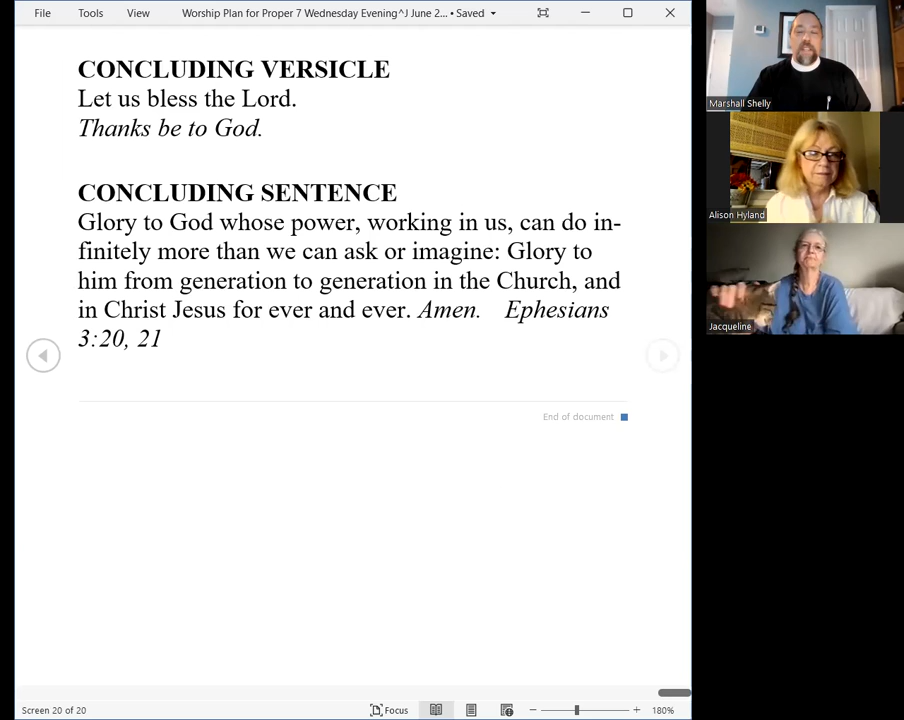 File Tools View Worship Plan for Proper 7 Wednesday Evening^J June 2... • Saved
CONCLUDING VERSICLE
Let us bless the Lord.
Thanks be to God.
CONCLUDING SENTENCE
Glory to God whose power, working in us, can do in-
finitely more than we can ask or imagine: Glory to
him from generation to generation in the Church, and
in Christ Jesus for ever and ever. Amen. Ephesians
3:20, 21
End of document
Screen 20 of 20 Focus 180%
Marshall Shelly
Alison Hyland
Jacqueline